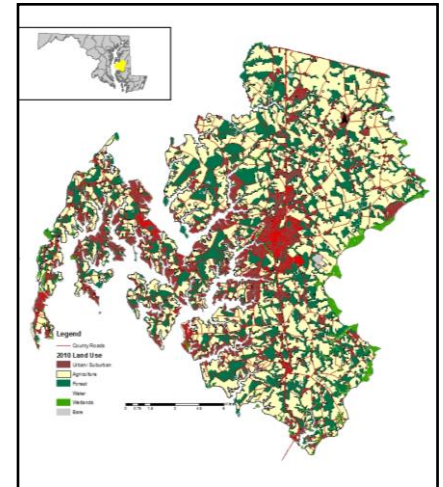 Legend
County Roads
2010 Land Use
Urban/Suburban
Agriculture
Forest
Water
Wetlands
Bare